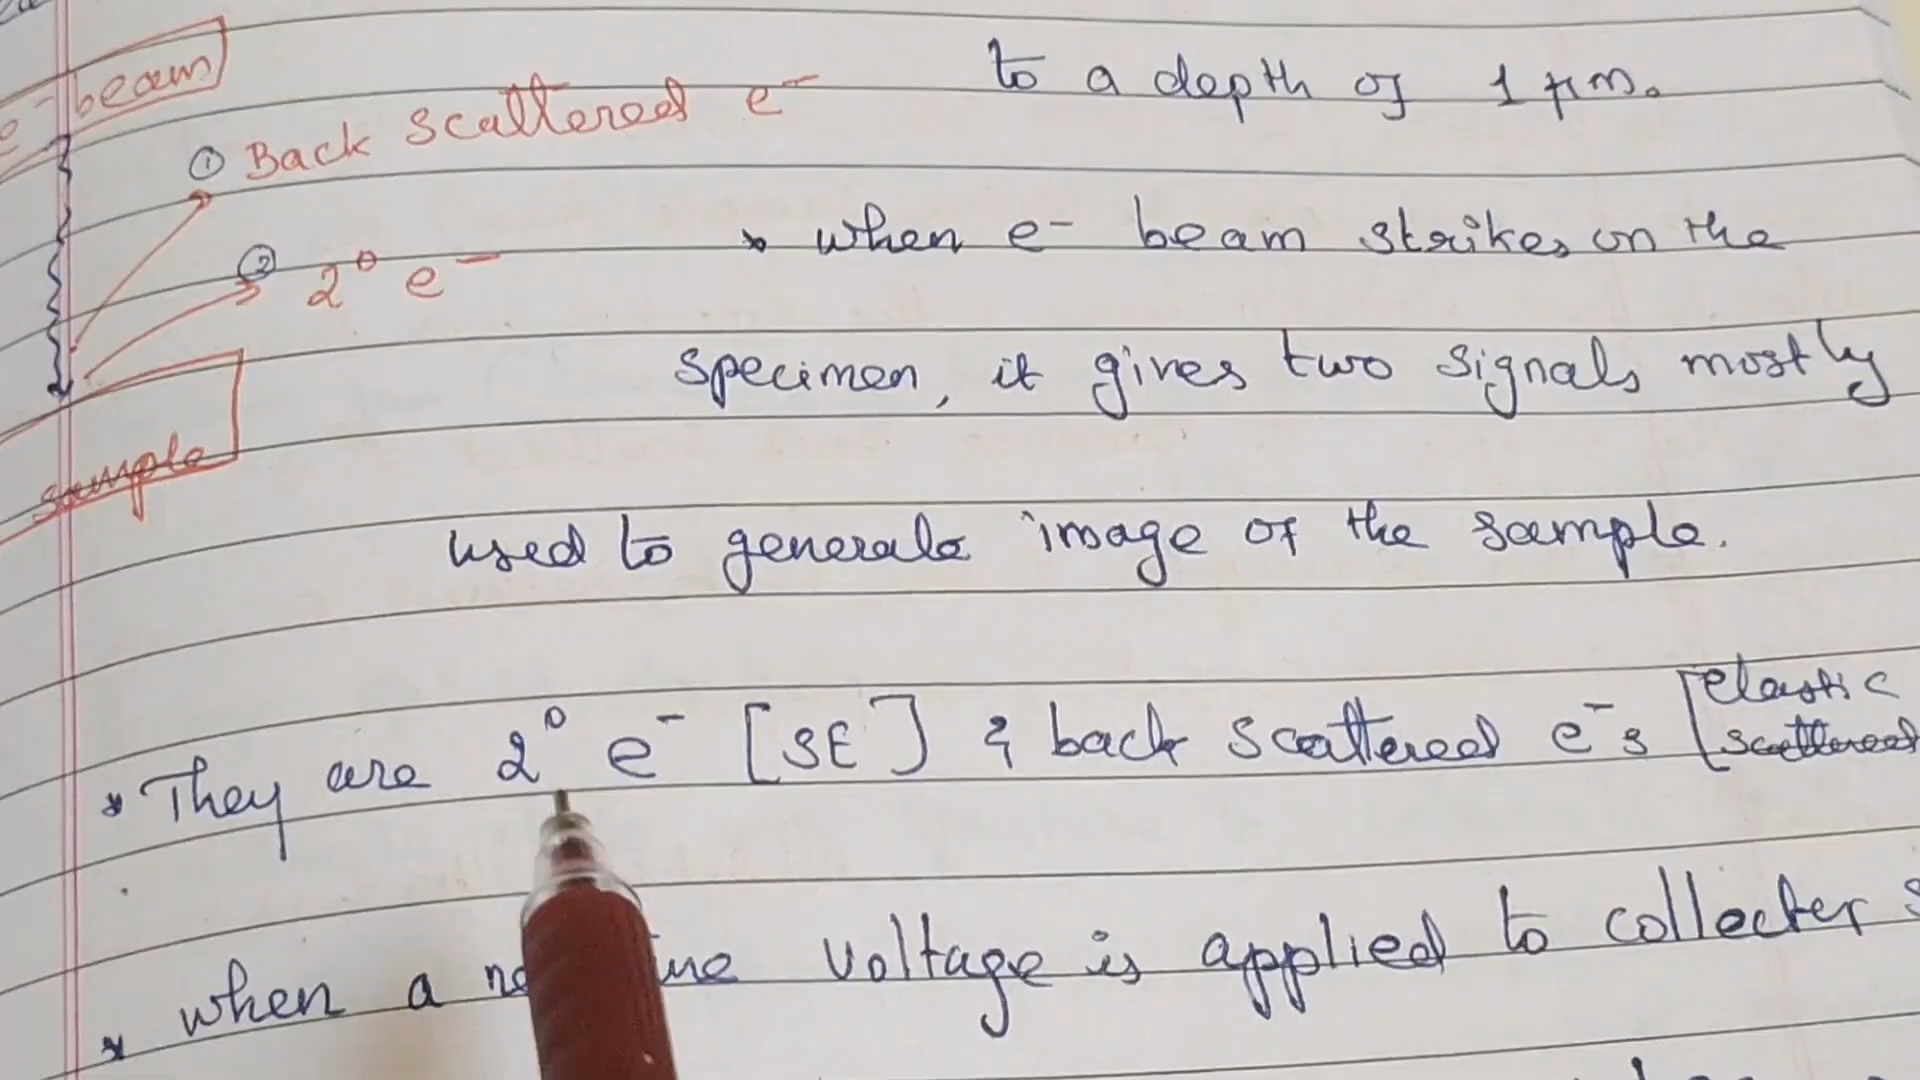 e- beam
① Back scattered e-
to a depth of 1 μm.
② 2° e-
* when e- beam strikes on the
specimen, it gives two signals mostly
sample
used to generate image of the sample.
* They are 2° e- [SE] & back scattered e-s [elastic
scattered
* when a voltage is applied to collecter